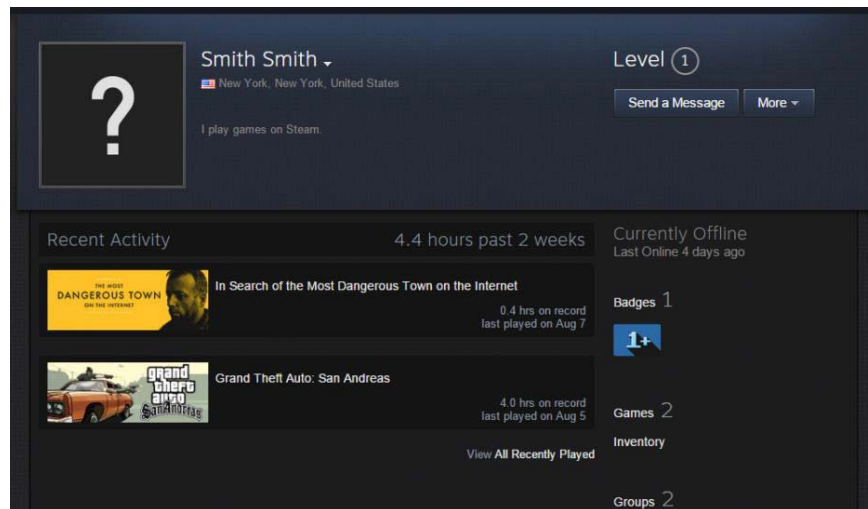 Smith Smith
New York, New York, United States
I play games on Steam.
Level 1
Send a Message
More
Recent Activity
4.4 hours past 2 weeks
THE MOST
DANGEROUS TOWN
ON THE INTERNET
In Search of the Most Dangerous Town on the Internet
0.4 hrs on record
last played on Aug 7
grand
theft
auto
SanAndreas
Grand Theft Auto: San Andreas
4.0 hrs on record
last played on Aug 5
View All Recently Played
Currently Offline
Last Online 4 days ago
Badges 1
1+
Games 2
Inventory
Groups 2